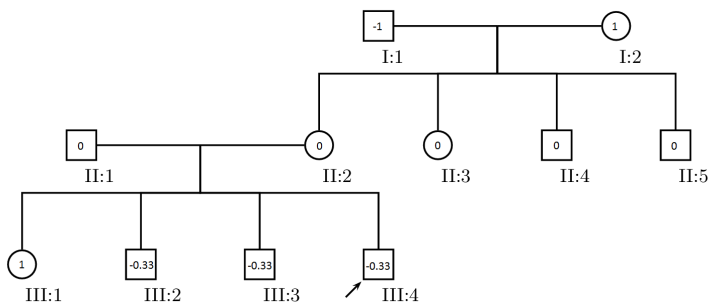 -1 1
I:1 I:2
0 0 0 0 0
II:1 II:2 II:3 II:4 II:5
1 -0.33 -0.33 -0.33
III:1 III:2 III:3 III:4